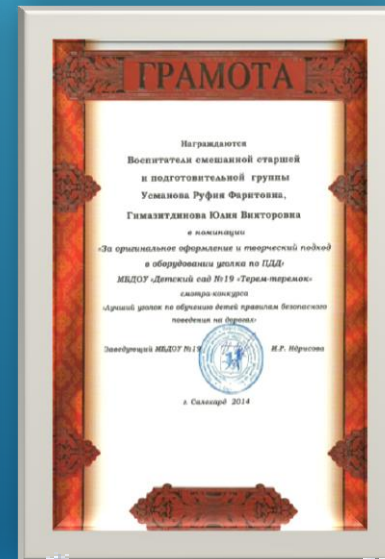 ГРАМОТА
Награждаются
Воспитатели смешанной старшей
и подготовительной группы
Усманова Руфия Фаритовна,
Гимазитдинова Юлия Викторовна
в номинации
«За оригинальное оформление и творческий подход
в оборудовании уголка по ПДД»
МБДОУ «Детский сад №19 «Терем-теремок»
смотра-конкурса
«Лучший уголок по обучению детей правилам безопасного
поведения на дорогах»
Заведующий МБДОУ №19 И.Р. Идрисова
г. Салехард 2014